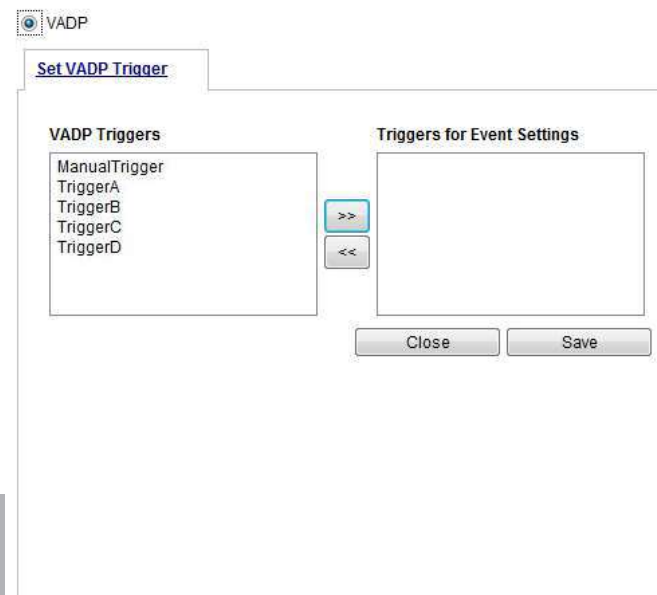 VADP
Set VADP Trigger
VADP Triggers
Triggers for Event Settings
ManualTrigger
TriggerA
TriggerB
TriggerC
TriggerD
>>
<<
Close
Save